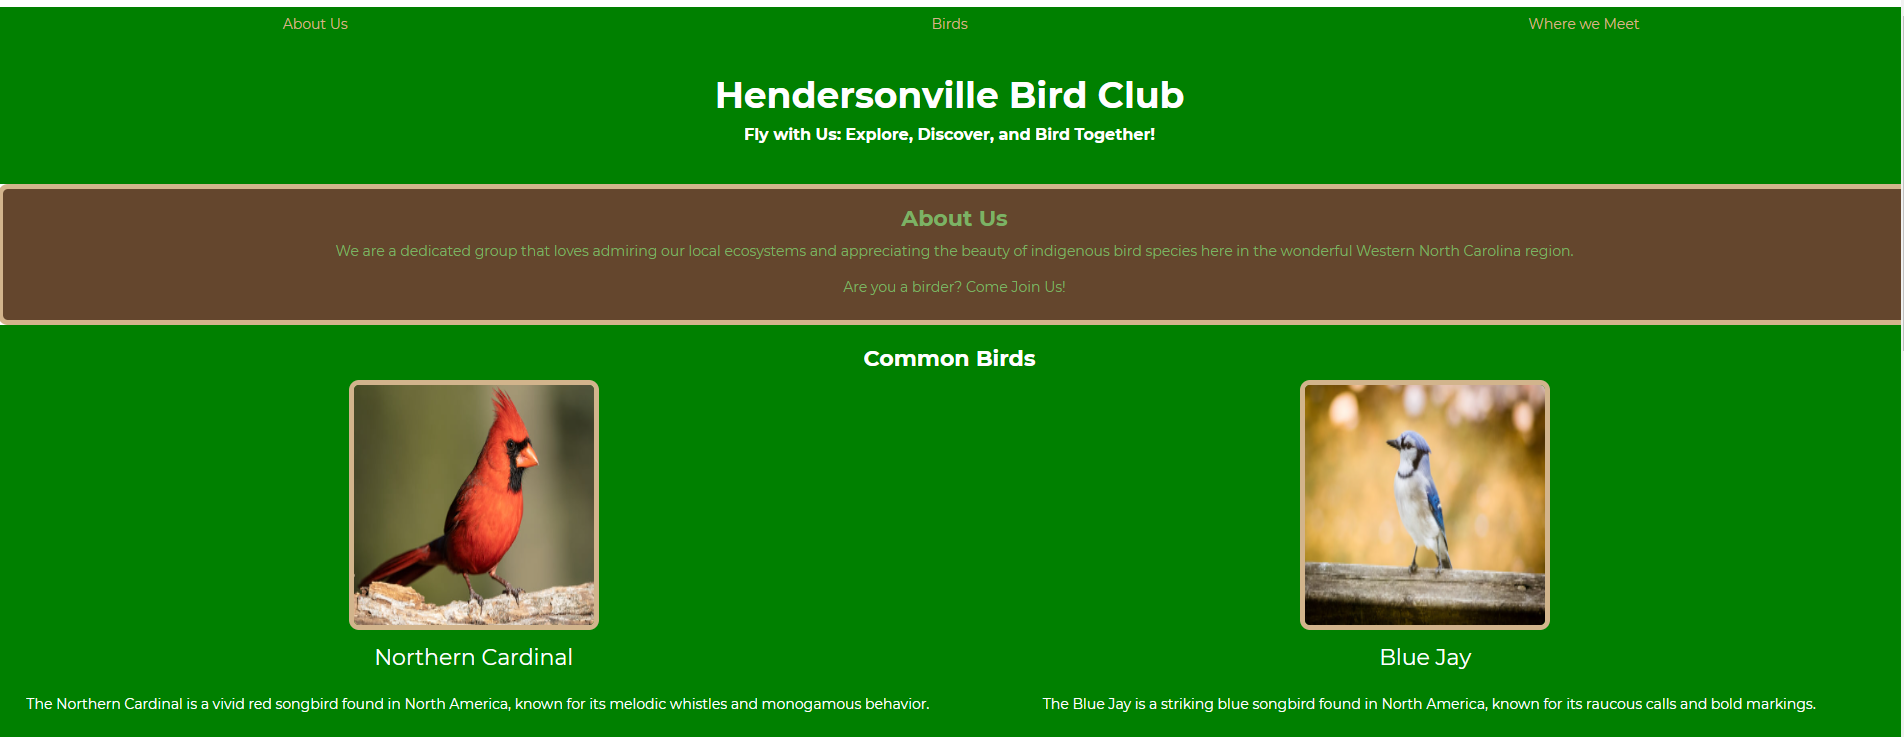 About Us
Birds
Where we Meet
Hendersonville Bird Club
Fly with Us: Explore, Discover, and Bird Together!
About Us
We are a dedicated group that loves admiring our local ecosystems and appreciating the beauty of indigenous bird species here in the wonderful Western North Carolina region.
Are you a birder? Come Join Us!
Common Birds
Northern Cardinal
The Northern Cardinal is a vivid red songbird found in North America, known for its melodic whistles and monogamous behavior.
Blue Jay
The Blue Jay is a striking blue songbird found in North America, known for its raucous calls and bold markings.